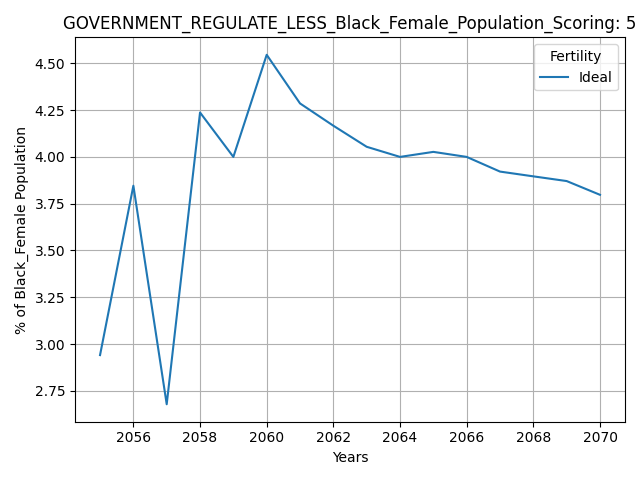 GOVERNMENT_REGULATE_LESS_Black_Female_Population_Scoring: 5
Fertility
Ideal
% of Black_Female Population
4.50
4.25
4.00
3.75
3.50
3.25
3.00
2.75
2056 2058 2060 2062 2064 2066 2068 2070
Years